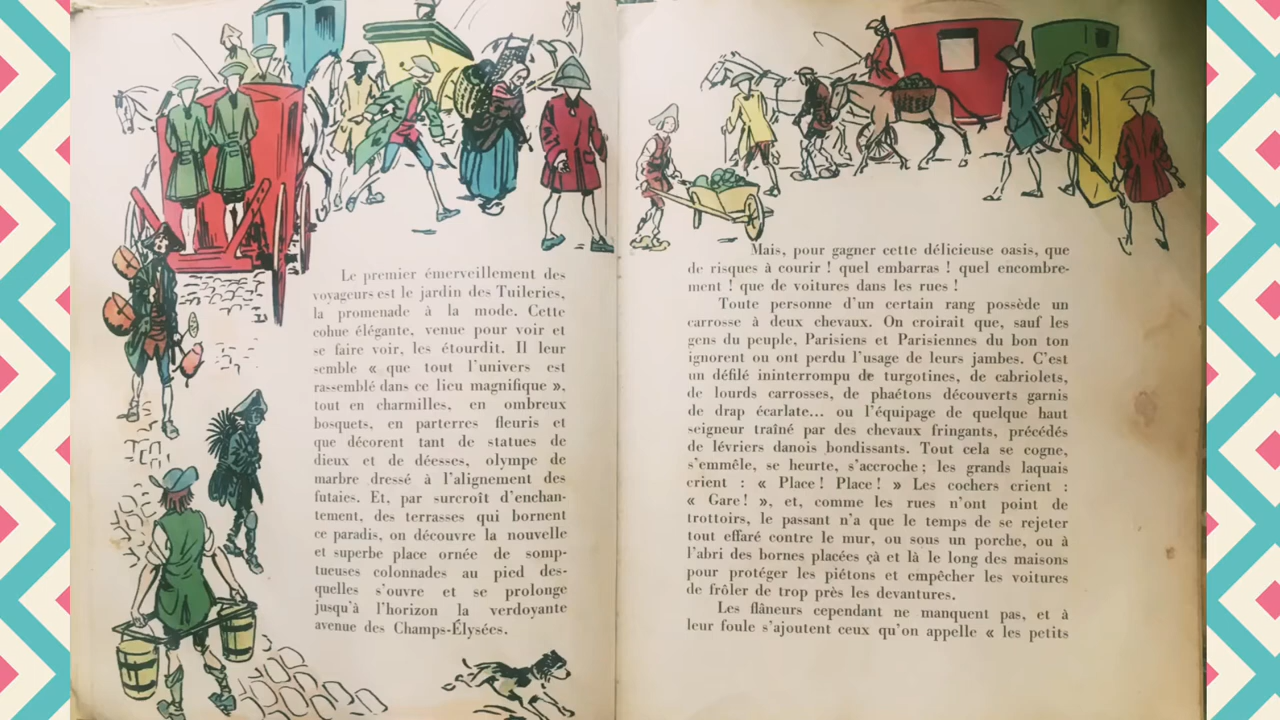 Le premier émerveillement des
voyageurs est le jardin des Tuileries,
la promenade à la mode. Cette
cohue élégante, venue pour voir et
se faire voir, les étourdit. Il leur
semble « que tout l'univers est
rassemblé dans ce lieu magnifique »,
tout en charmilles, en ombreux
bosquets, en parterres fleuris et
que décorent tant de statues de
dieux et de déesses, olympe de
marbre dressé à l'alignement des
futaies. Et, par surcroît d'enchan-
tement, des terrasses qui bornent
ce paradis, on découvre la nouvelle
et superbe place ornée de somp-
tueuses colonnades au pied des-
quelles s'ouvre et se prolonge
jusqu'à l'horizon la verdoyante
avenue des Champs-Élysées.
Mais, pour gagner cette délicieuse oasis, que
de risques à courir ! quel embarras ! quel encombre-
ment ! que de voitures dans les rues !
Toute personne d'un certain rang possède un
carrosse à deux chevaux. On croirait que, sauf les
gens du peuple, Parisiens et Parisiennes du bon ton
ignorent ou ont perdu l'usage de leurs jambes. C'est
un défilé ininterrompu de turgotines, de cabriolets,
de lourds carrosses, de phaétons découverts garnis
de drap écarlate... ou l'équipage de quelque haut
seigneur traîné par des chevaux fringants, précédés
de lévriers danois bondissants. Tout cela se cogne,
s'emmêle, se heurte, s'accroche ; les grands laquais
crient : « Place ! Place ! » Les cochers crient :
« Gare ! », et, comme les rues n'ont point de
trottoirs, le passant n'a que le temps de se rejeter
tout effaré contre le mur, ou sous un porche, ou à
l'abri des bornes placées çà et là le long des maisons
pour protéger les piétons et empêcher les voitures
de frôler de trop près les devantures.
Les flâneurs cependant ne manquent pas, et à
leur foule s'ajoutent ceux qu'on appelle « les petits